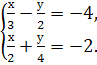 x/3 − y/2 = −4,
x/2 + y/4 = −2.